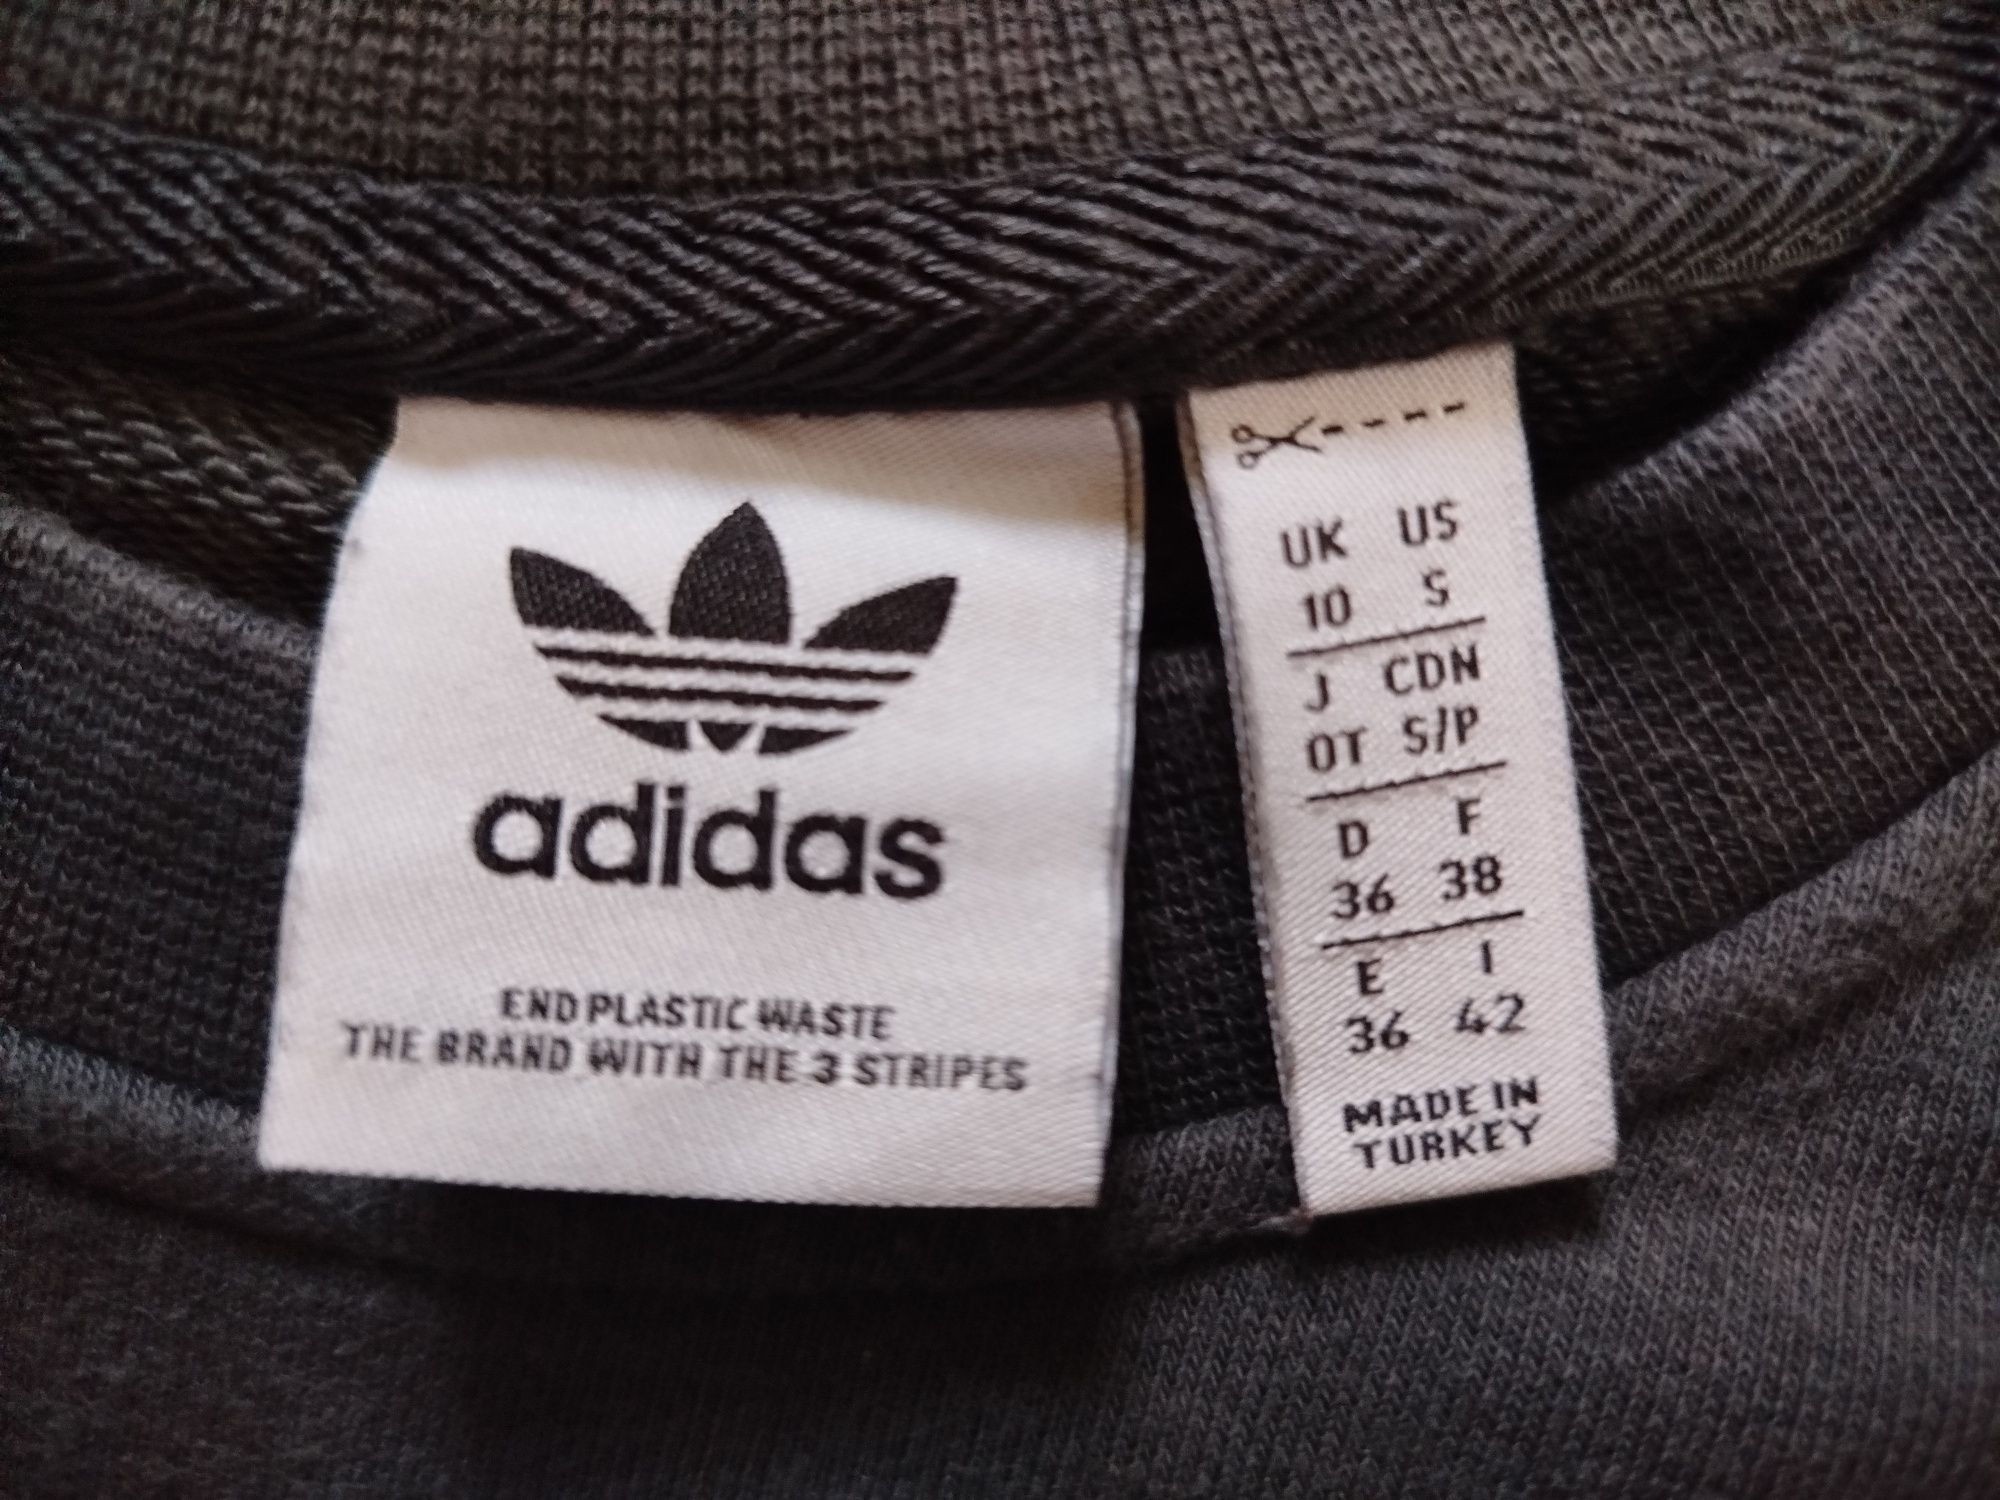 adidas
END PLASTIC WASTE
THE BRAND WITH THE 3 STRIPES
UK US
10 S
J CDN
OT S/P
D F
36 38
E I
36 42
MADE IN
TURKEY